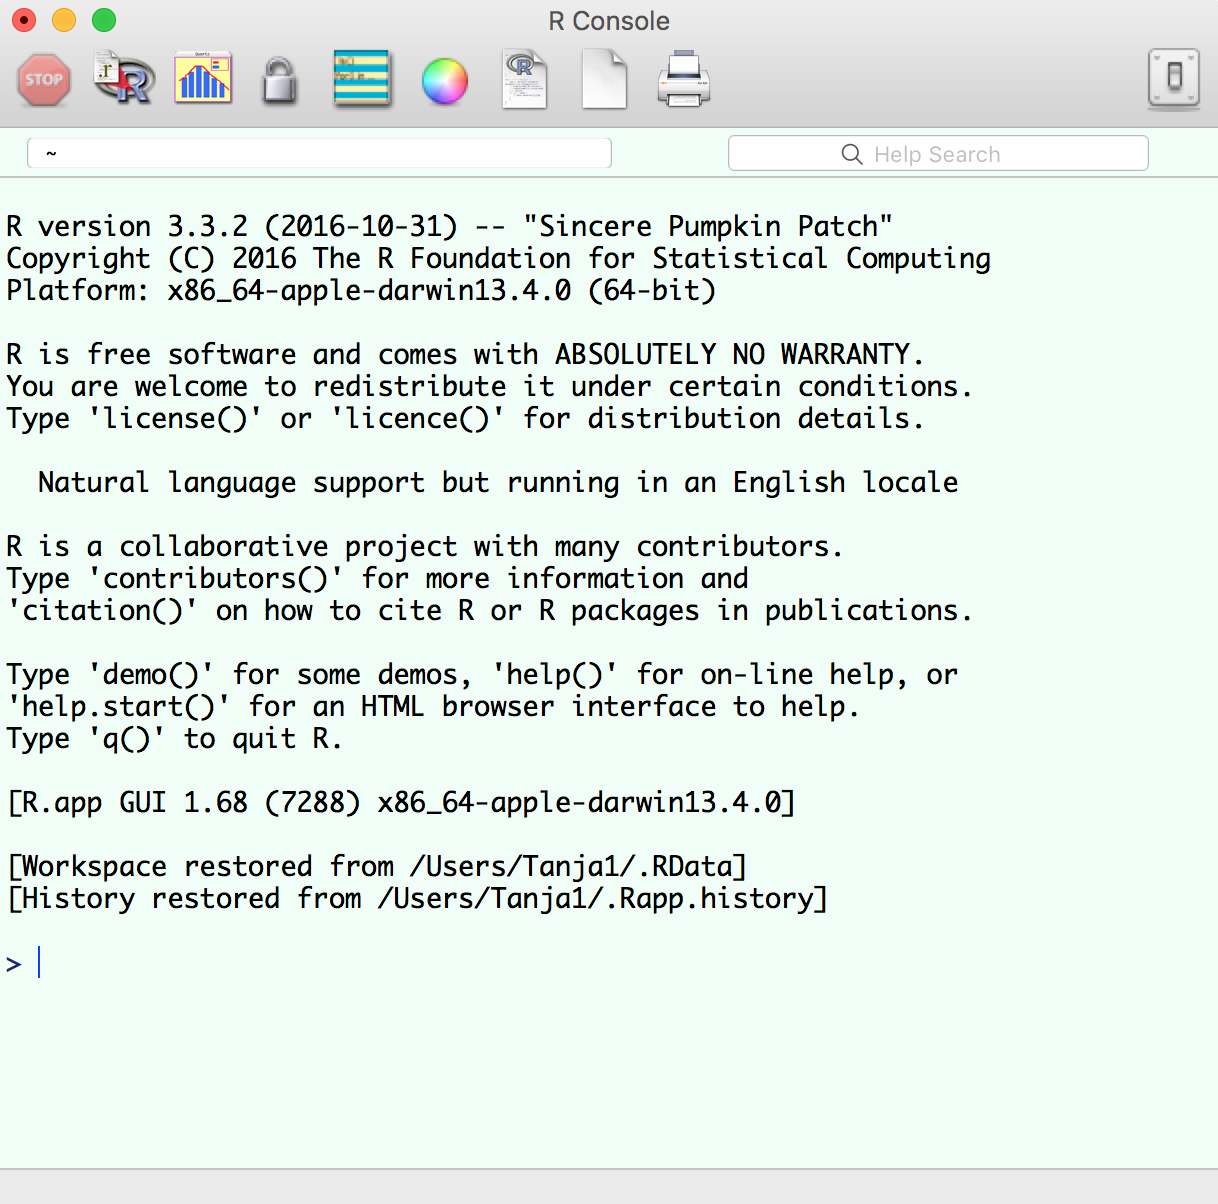 R Console
STOP
~
Help Search
R version 3.3.2 (2016-10-31) -- "Sincere Pumpkin Patch"
Copyright (C) 2016 The R Foundation for Statistical Computing
Platform: x86_64-apple-darwin13.4.0 (64-bit)
R is free software and comes with ABSOLUTELY NO WARRANTY.
You are welcome to redistribute it under certain conditions.
Type 'license()' or 'licence()' for distribution details.
Natural language support but running in an English locale
R is a collaborative project with many contributors.
Type 'contributors()' for more information and
'citation()' on how to cite R or R packages in publications.
Type 'demo()' for some demos, 'help()' for on-line help, or
'help.start()' for an HTML browser interface to help.
Type 'q()' to quit R.
[R.app GUI 1.68 (7288) x86_64-apple-darwin13.4.0]
[Workspace restored from /Users/Tanja1/.RData]
[History restored from /Users/Tanja1/.Rapp.history]
>